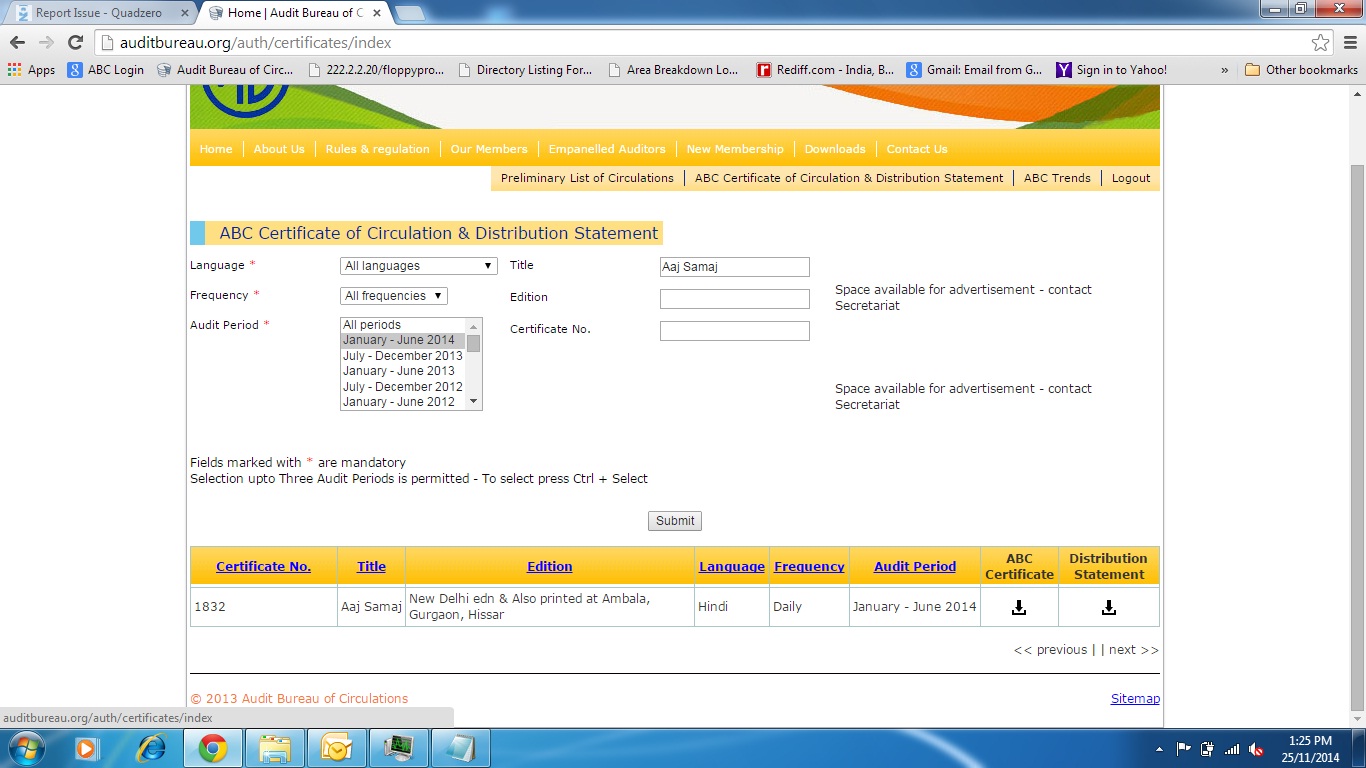 Report Issue - Quadzero
Home | Audit Bureau of C
auditbureau.org/auth/certificates/index
Apps
ABC Login
Audit Bureau of Circ...
222.2.2.20/floppypro...
Directory Listing For...
Area Breakdown Lo...
Rediff.com - India, B...
Gmail: Email from G...
Sign in to Yahoo!
»
Other bookmarks
Home
About Us
Rules & regulation
Our Members
Empanelled Auditors
New Membership
Downloads
Contact Us
Preliminary List of Circulations
ABC Certificate of Circulation & Distribution Statement
ABC Trends
Logout
ABC Certificate of Circulation & Distribution Statement
Language *
All languages
Title
Aaj Samaj
Frequency *
All frequencies
Edition
Space available for advertisement - contact
Secretariat
Audit Period *
All periods
January - June 2014
July - December 2013
January - June 2013
July - December 2012
January - June 2012
Certificate No.
Space available for advertisement - contact
Secretariat
Fields marked with * are mandatory
Selection upto Three Audit Periods is permitted - To select press Ctrl + Select
Submit
Certificate No.
Title
Edition
Language
Frequency
Audit Period
ABC
Certificate
Distribution
Statement
1832
Aaj Samaj
New Delhi edn & Also printed at Ambala,
Gurgaon, Hissar
Hindi
Daily
January - June 2014
<< previous | | next >>
© 2013 Audit Bureau of Circulations
Sitemap
auditbureau.org/auth/certificates/index
1:25 PM
25/11/2014